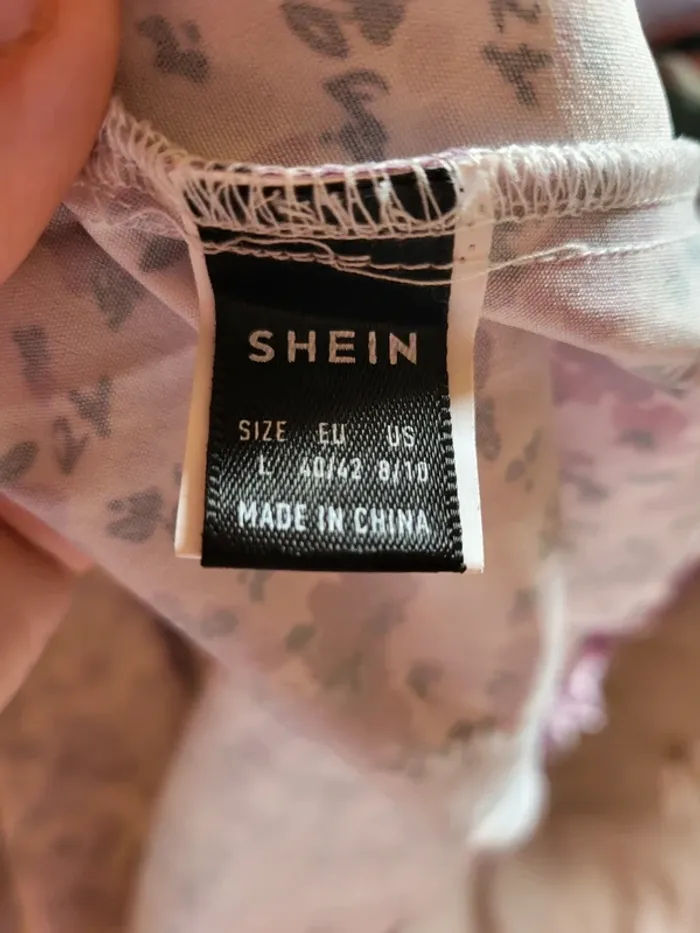 SHEIN
SIZE EU US
L 40/42 8/10
MADE IN CHINA